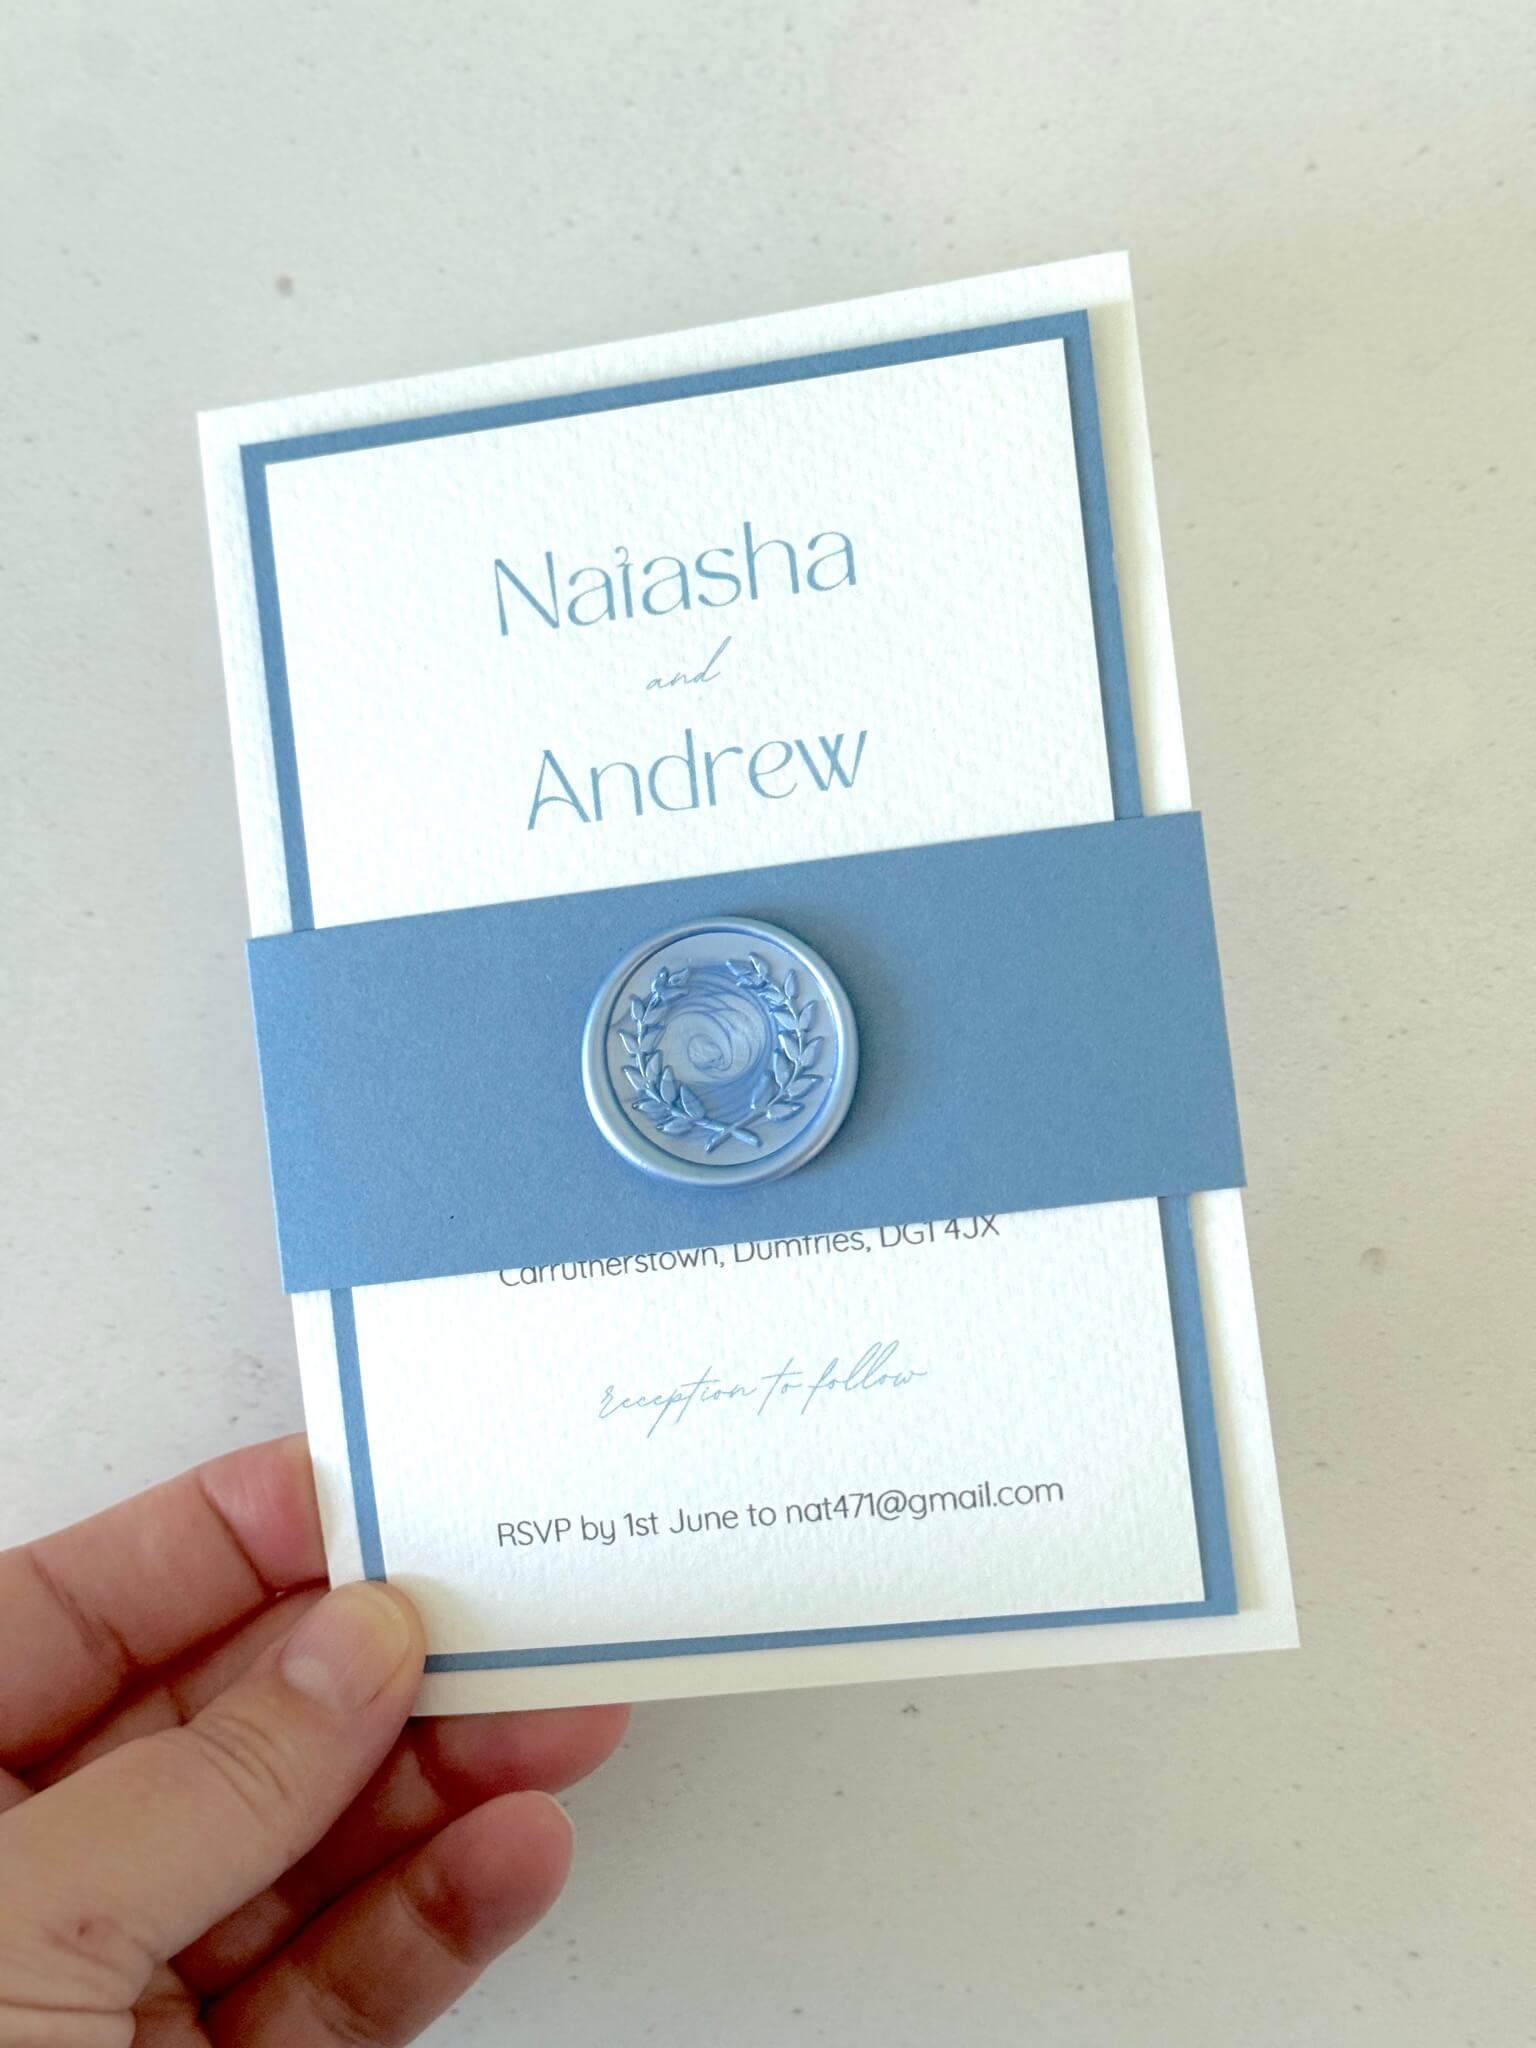 Natasha
and
Andrew
Carrutherstown, Dumfries, DG1 4JX
reception to follow
RSVP by 1st June to nat471@gmail.com